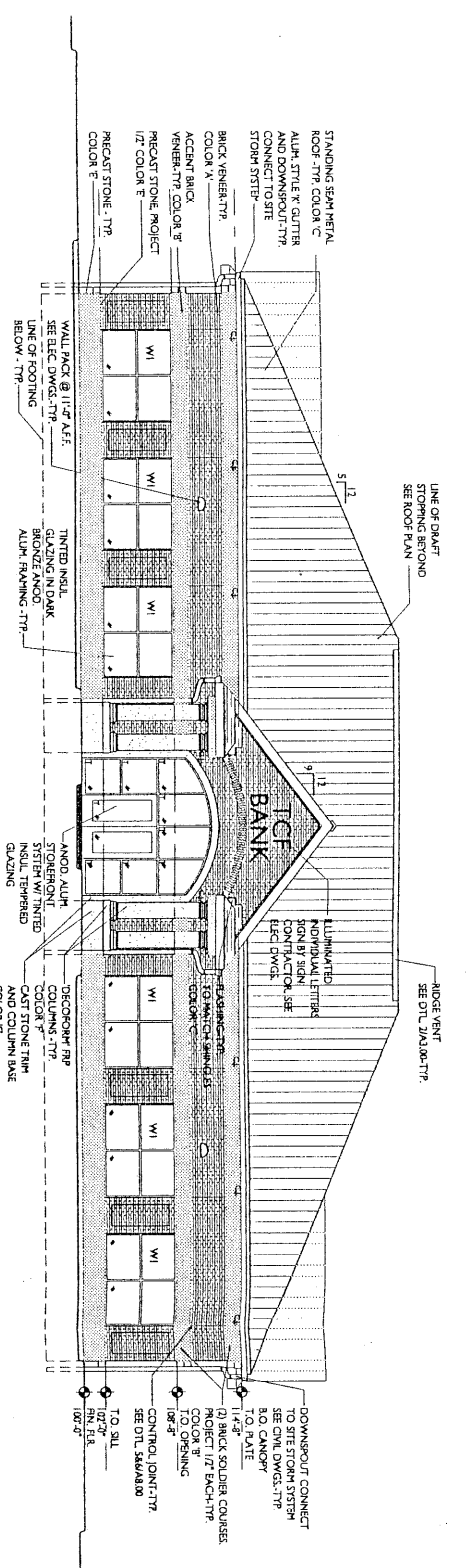 STANDING SEAM METAL
ROOF -TYP. COLOR 'C'
ALUM. STYLE 'K' GUTTER
AND DOWNSPOUT-TYP.
CONNECT TO SITE
STORM SYSTEM
BRICK VENEER-TYP.
COLOR 'A'
ACCENT BRICK
VENEER-TYP. COLOR 'B'
PRECAST STONE, PROJECT
1/2" COLOR 'E'
PRECAST STONE - TYP.
COLOR 'E'
LINE OF DRAFT
STOPPING BEYOND
SEE ROOF PLAN
12
5
RIDGE VENT
SEE DTL. 2/A3.00-TYP.
12
9
TCF
BANK
ILLUMINATED
INDIVIDUAL LETTERS
SIGN BY SIGN
CONTRACTOR. SEE
ELEC. DWGS.
FLASHING-TYP.
TO MATCH SHINGLES
COLOR 'C'
W1
W1
W1
W1
W1
W1
WALL PACK @ 11'-0" A.F.F.
SEE ELEC. DWGS.-TYP.
LINE OF FOOTING
BELOW - TYP.
TINTED INSUL
GLAZING IN DARK
BRONZE ANOD.
ALUM. FRAMING -TYP.
ANOD. ALUM.
STOREFRONT
SYSTEM W/ TINTED
INSUL TEMPERED
GLAZING
'DECOFORM' FRP
COLUMNS -TYP.
COLOR 'F'
CAST STONE TRIM
AND COLUMN BASE
DOWNSPOUT CONNECT
TO SITE STORM SYSTEM
SEE CIVIL DWGS.-TYP.
B.O. CANOPY
T.O. PLATE
114'-8"
(2) BRICK SOLDIER COURSES.
PROJECT 1/2" EACH-TYP.
COLOR 'B'
T.O. OPENING
108'-8"
CONTROL JOINT-TYP.
SEE DTL. 5&6/A8.00
T.O. SILL
102'-0"
FIN. FLR.
100'-0"